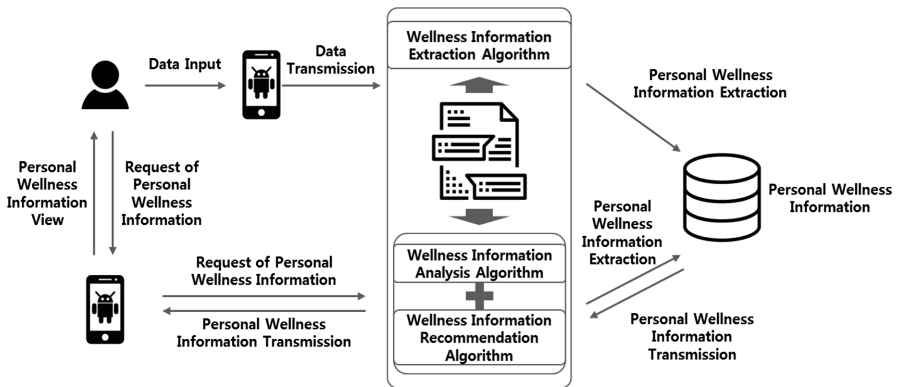 Wellness Information
Extraction Algorithm
Data Input
Data
Transmission
Personal Wellness
Information Extraction
Personal
Wellness
Information
View
Request of
Personal
Wellness
Information
Personal Wellness
Information
Personal
Wellness
Information
Extraction
Wellness Information
Analysis Algorithm
Request of Personal
Wellness Information
Personal Wellness
Information Transmission
Wellness Information
Recommendation
Algorithm
Personal Wellness
Information
Transmission